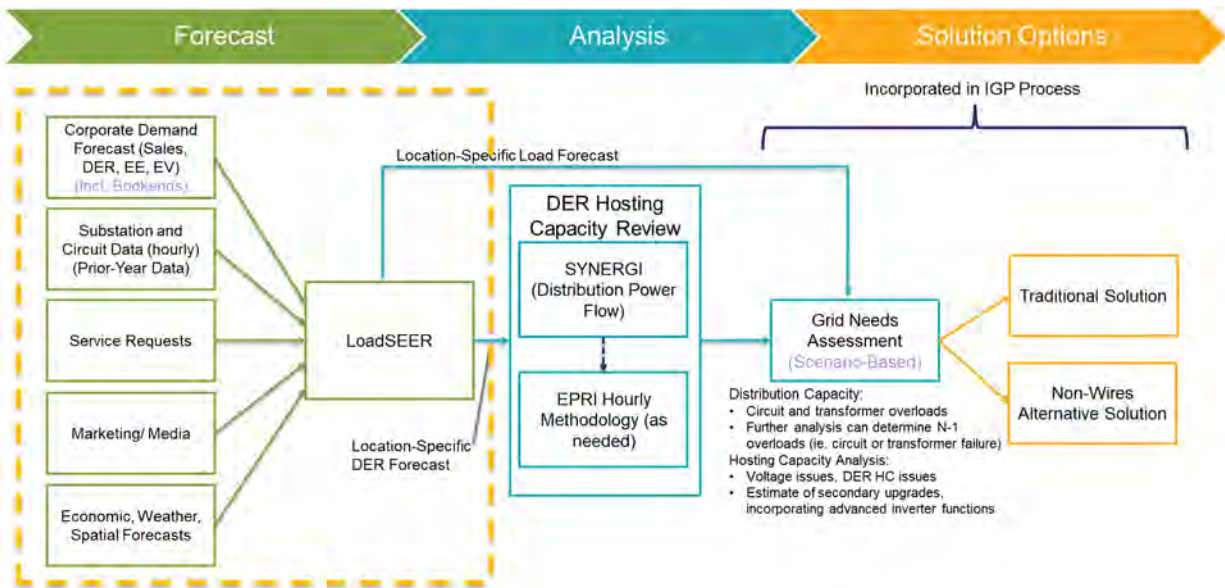 Forecast
Analysis
Solution Options
Incorporated in IGP Process
Corporate Demand
Forecast (Sales,
DER, EE, EV)
(Incl. Bookends)
Substation and
Circuit Data (hourly)
(Prior-Year Data)
Service Requests
Marketing/ Media
Economic, Weather,
Spatial Forecasts
LoadSEER
Location-Specific Load Forecast
Location-Specific
DER Forecast
DER Hosting
Capacity Review
SYNERGI
(Distribution Power
Flow)
EPRI Hourly
Methodology (as
needed)
Grid Needs
Assessment
(Scenario-Based)
Distribution Capacity:
• Circuit and transformer overloads
• Further analysis can determine N-1
overloads (ie. circuit or transformer failure)
Hosting Capacity Analysis:
• Voltage issues, DER HC issues
• Estimate of secondary upgrades,
incorporating advanced inverter functions
Traditional Solution
Non-Wires
Alternative Solution